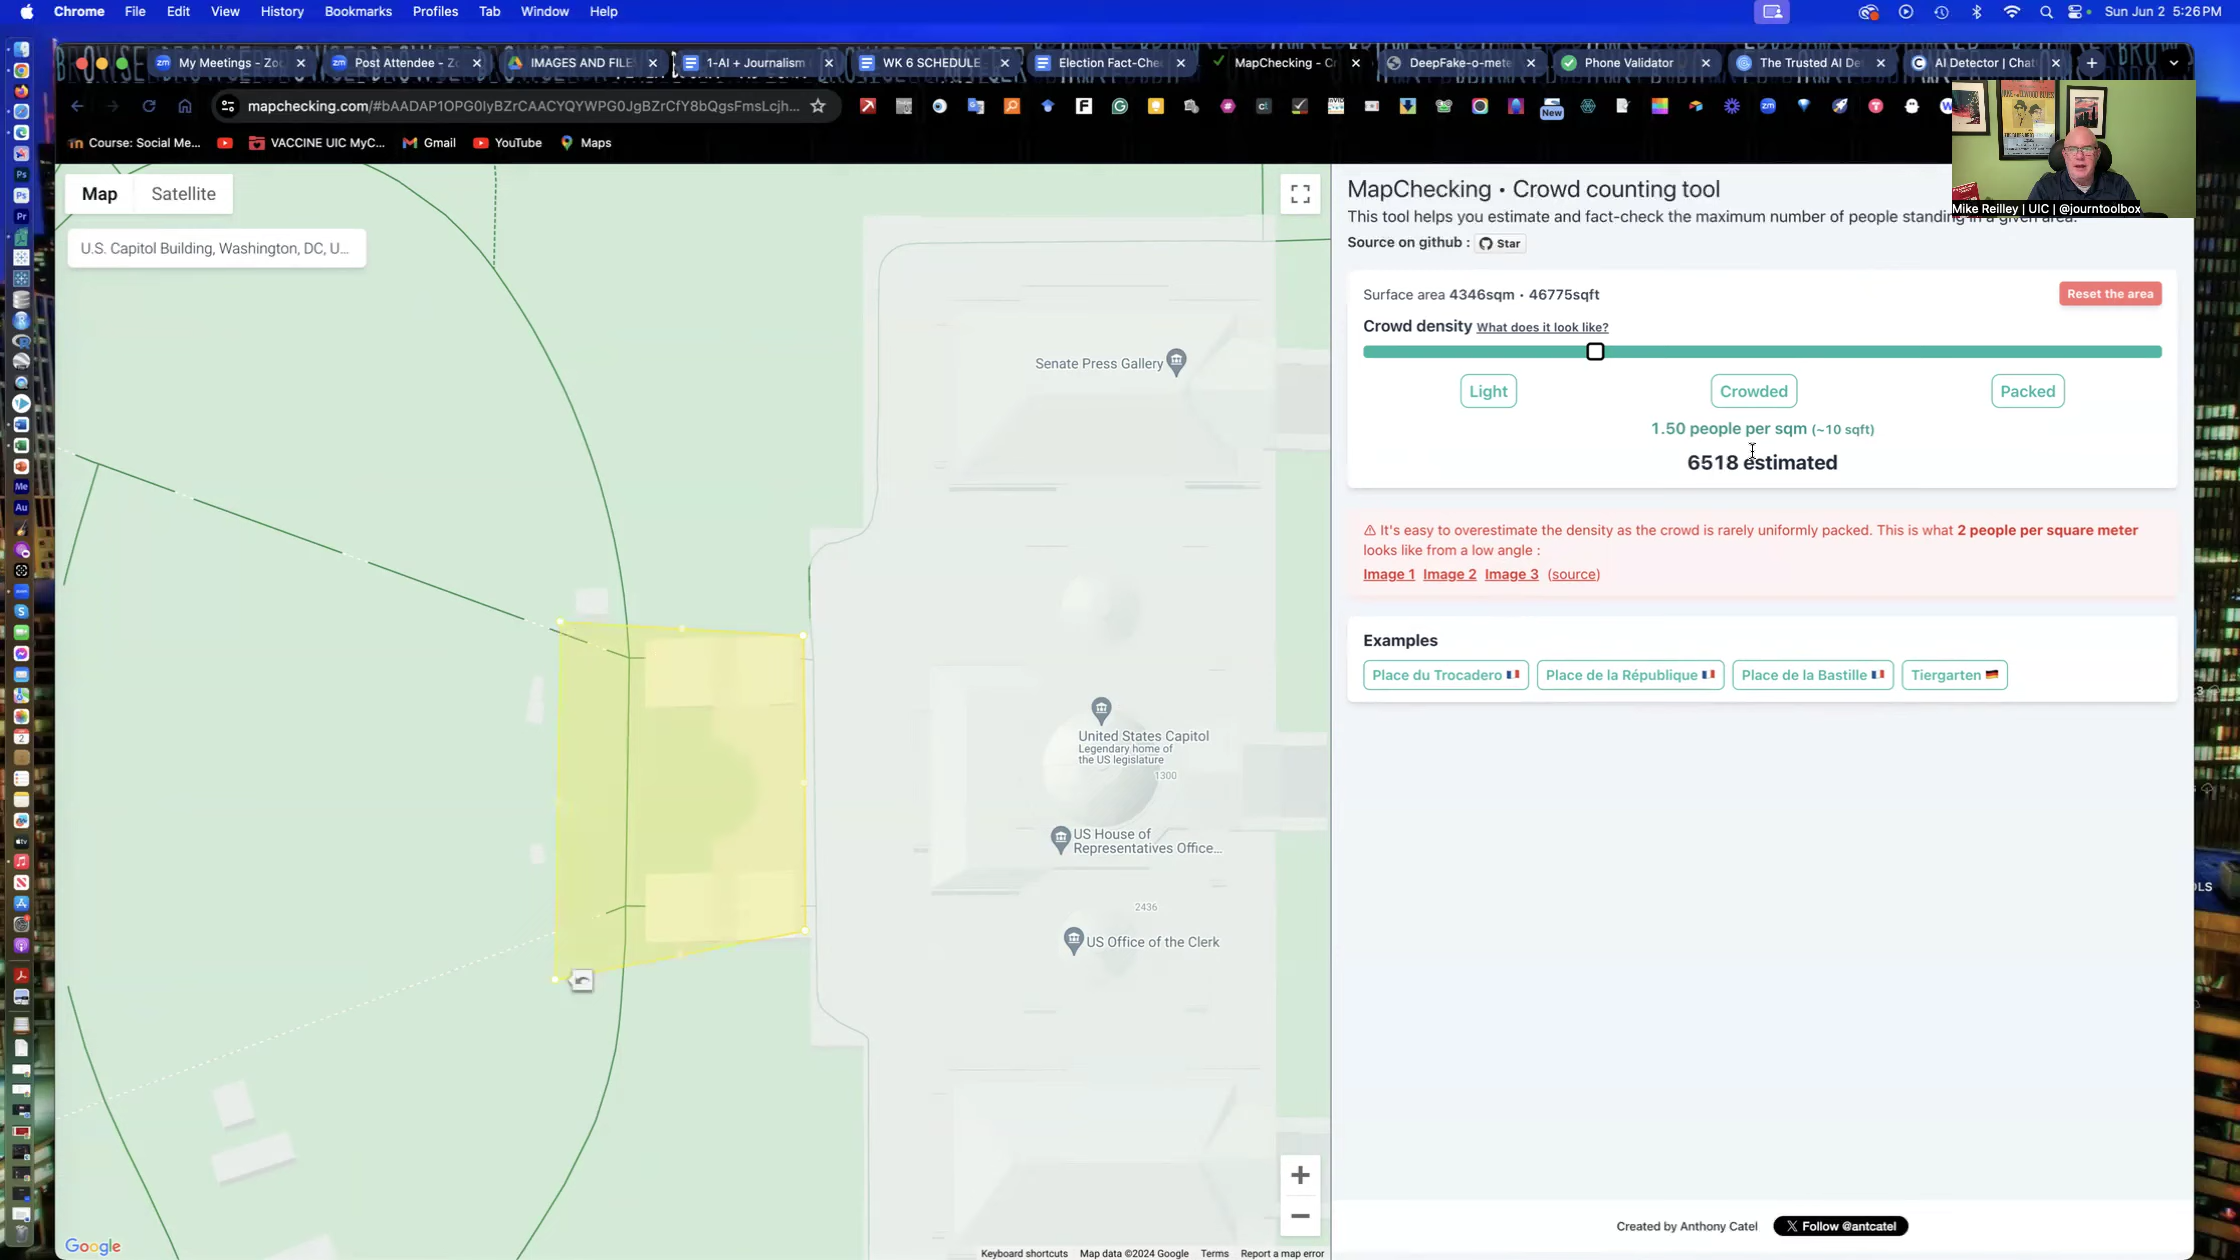 Chrome File Edit View History Bookmarks Profiles Tab Window Help
Sun Jun 2 5:26 PM
My Meetings - Zo
Post Attendee - Z
IMAGES AND FILE
1-AI + Journalism
WK 6 SCHEDULE
Election Fact-Che
MapChecking - Cr
DeepFake-o-mete
Phone Validator
The Trusted AI De
AI Detector | Chat
mapchecking.com/#bAADAP1OPG0IyBZrCAACYQYWPG0JgBZrCfY8bQgsFmsLcjh...
New
Course: Social Me...
VACCINE UIC MyC...
Gmail
YouTube
Maps
Map
Satellite
U.S. Capitol Building, Washington, DC, U...
Senate Press Gallery
United States Capitol
Legendary home of
the US legislature
1300
US House of
Representatives Office...
2436
US Office of the Clerk
Google
Keyboard shortcuts
Map data ©2024 Google
Terms
Report a map error
MapChecking • Crowd counting tool
This tool helps you estimate and fact-check the maximum number of people standing in a given area.
Mike Reilley | UIC | @journtoolbox
Source on github :
Star
Surface area 4346sqm • 46775sqft
Reset the area
Crowd density What does it look like?
Light
Crowded
Packed
1.50 people per sqm (~10 sqft)
6518 estimated
⚠ It's easy to overestimate the density as the crowd is rarely uniformly packed. This is what 2 people per square meter
looks like from a low angle :
Image 1 Image 2 Image 3 (source)
Examples
Place du Trocadero 🇫🇷
Place de la République 🇫🇷
Place de la Bastille 🇫🇷
Tiergarten 🇩🇪
Created by Anthony Catel
X Follow @antcatel